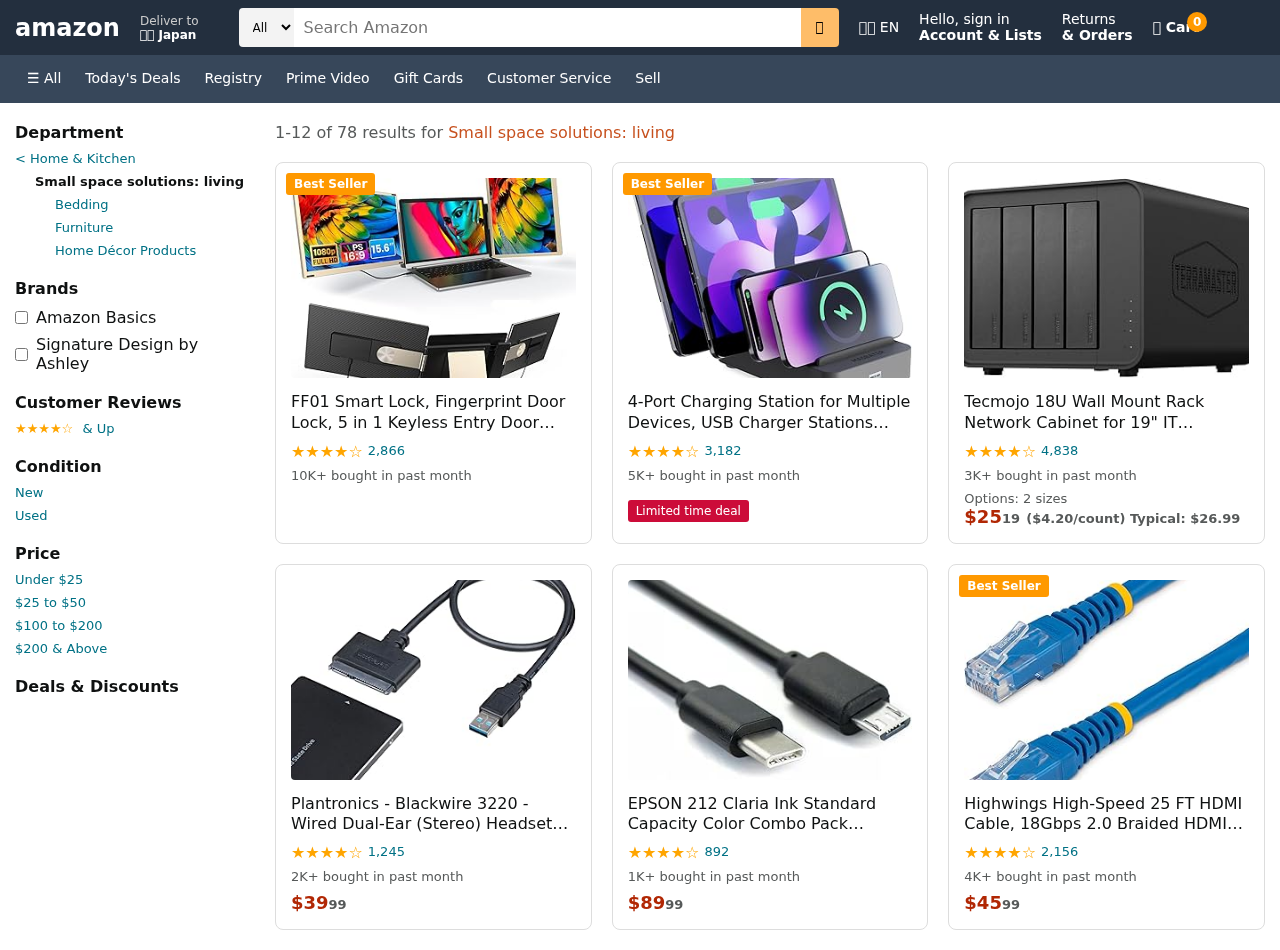 amazon
Deliver to
Japan
All
Search Amazon
EN
Hello, sign in
Account & Lists
Returns
& Orders
0
☰ All
Today's Deals
Registry
Prime Video
Gift Cards
Customer Service
Sell
Department
< Home & Kitchen
Small space solutions: living
Bedding
Furniture
Home Décor Products
Brands
Amazon Basics
Signature Design by
Ashley
Customer Reviews
★★★★☆ & Up
Condition
New
Used
Price
Under $25
$25 to $50
$100 to $200
$200 & Above
Deals & Discounts
1-12 of 78 results for Small space solutions: living
Best Seller
1080p
FULL HD
PS
16:9
15.6"
FF01 Smart Lock, Fingerprint Door
Lock, 5 in 1 Keyless Entry Door...
★★★★☆ 2,866
10K+ bought in past month
Best Seller
4-Port Charging Station for Multiple
Devices, USB Charger Stations...
★★★★☆ 3,182
5K+ bought in past month
Limited time deal
TERRAMASTER
Tecmojo 18U Wall Mount Rack
Network Cabinet for 19" IT...
★★★★☆ 4,838
3K+ bought in past month
Options: 2 sizes
$25 19 ($4.20/count) Typical: $26.99
State Drive
Plantronics - Blackwire 3220 -
Wired Dual-Ear (Stereo) Headset...
★★★★☆ 1,245
2K+ bought in past month
$39 99
EPSON 212 Claria Ink Standard
Capacity Color Combo Pack...
★★★★☆ 892
1K+ bought in past month
$89 99
Best Seller
Highwings High-Speed 25 FT HDMI
Cable, 18Gbps 2.0 Braided HDMI...
★★★★☆ 2,156
4K+ bought in past month
$45 99